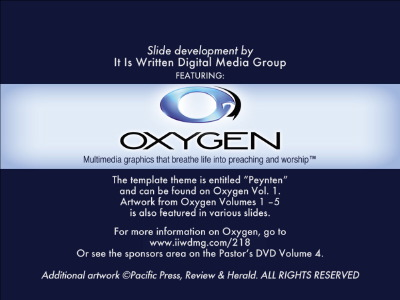 Slide development by
It Is Written Digital Media Group
FEATURING:
O2
OXYGEN
Multimedia graphics that breathe life into preaching and worship™
The template theme is entitled “Peynten”
and can be found on Oxygen Vol. 1.
Artwork from Oxygen Volumes 1 –5
is also featured in various slides.
For more information on Oxygen, go to
www.iiwdmg.com/218
Or see the sponsors area on the Pastor’s DVD Volume 4.
Additional artwork ©Pacific Press, Review & Herald. ALL RIGHTS RESERVED